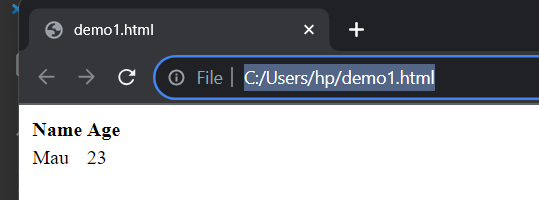 demo1.html
File C:/Users/hp/demo1.html
Name Age
Mau 23